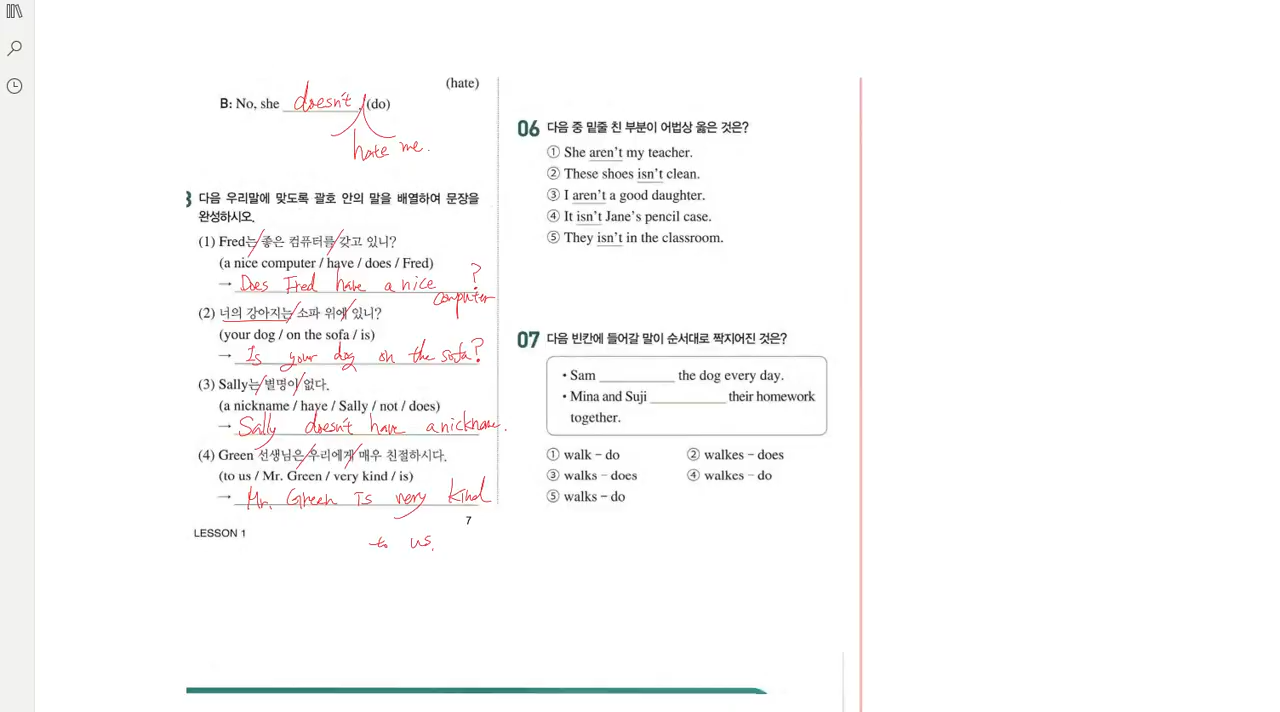 (hate)
B: No, she doesn't. (do)
hate me.
3 다음 우리말에 맞도록 괄호 안의 말을 배열하여 문장을
완성하시오.
(1) Fred는 / 좋은 컴퓨터를 / 갖고 있니?
(a nice computer / have / does / Fred)
→ Does Fred have a nice ?
computer
(2) 너의 강아지는 / 소파 위에 / 있니?
(your dog / on the sofa / is)
→ Is your dog on the sofa?
(3) Sally는 / 별명이 / 없다.
(a nickname / have / Sally / not / does)
→ Sally doesn't have a nickname.
(4) Green 선생님은 / 우리에게 / 매우 친절하시다.
(to us / Mr. Green / very kind / is)
→ Mr. Green is very kind
to us.
7
LESSON 1
06 다음 중 밑줄 친 부분이 어법상 옳은 것은?
① She aren't my teacher.
② These shoes isn't clean.
③ I aren't a good daughter.
④ It isn't Jane's pencil case.
⑤ They isn't in the classroom.
07 다음 빈칸에 들어갈 말이 순서대로 짝지어진 것은?
• Sam ________ the dog every day.
• Mina and Suji ________ their homework
together.
① walk – do ② walkes – does
③ walks – does ④ walkes – do
⑤ walks – do